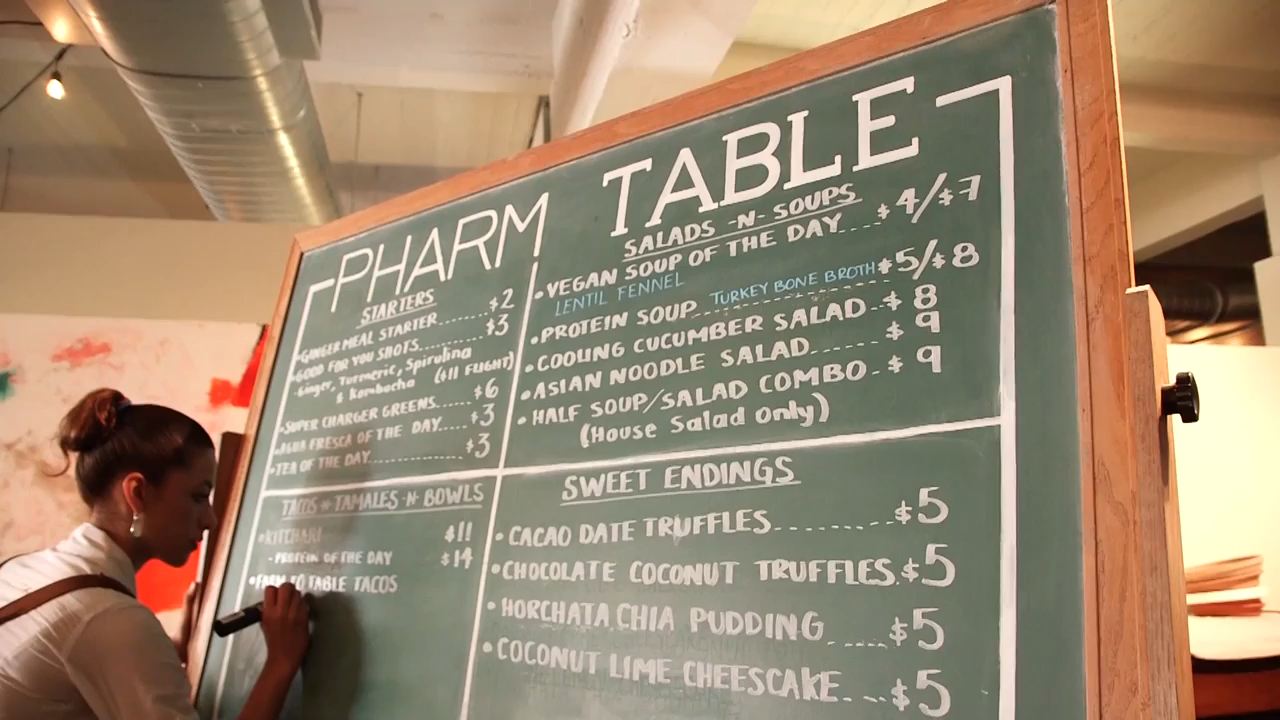 PHARM TABLE
STARTERS
•GINGER MEAL STARTER........$2
•GOOD FOR YOU SHOTS..........$3
-Ginger, Turmeric, Spirulina
& Kombucha ($11 FLIGHT)
•SUPER CHARGER GREENS......$6
•AGUA FRESCA OF THE DAY.....$3
•TEA OF THE DAY...............$3
SALADS -N- SOUPS
•VEGAN SOUP OF THE DAY....$4/$7
LENTIL FENNEL
•PROTEIN SOUP TURKEY BONE BROTH $5/$8
•COOLING CUCUMBER SALAD..$8
•ASIAN NOODLE SALAD.......$9
•HALF SOUP/SALAD COMBO..$9
(House Salad only)
TACOS -N- TAMALES -N- BOWLS
•KITCHARI $11
-PROTEIN OF THE DAY $14
•FARM TO TABLE TACOS
SWEET ENDINGS
•CACAO DATE TRUFFLES...........$5
•CHOCOLATE COCONUT TRUFFLES.$5
•HORCHATA CHIA PUDDING.....$5
•COCONUT LIME CHEESCAKE....$5